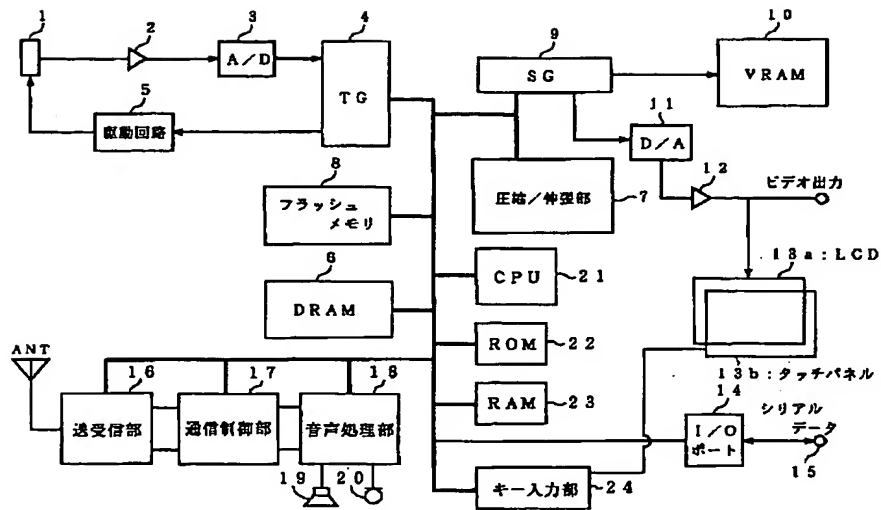 1
2
3
A/D
4
TG
5
駆動回路
9
SG
10
VRAM
11
D/A
12
ビデオ出力
8
フラッシュ
メモリ
圧縮/伸張部
7
6
DRAM
CPU
21
13a:LCD
ROM
22
13b:タッチパネル
RAM
23
ANT
16
送受信部
17
通信制御部
18
音声処理部
19
20
14
I/O
ポート
シリアル
データ
15
キー入力部
24